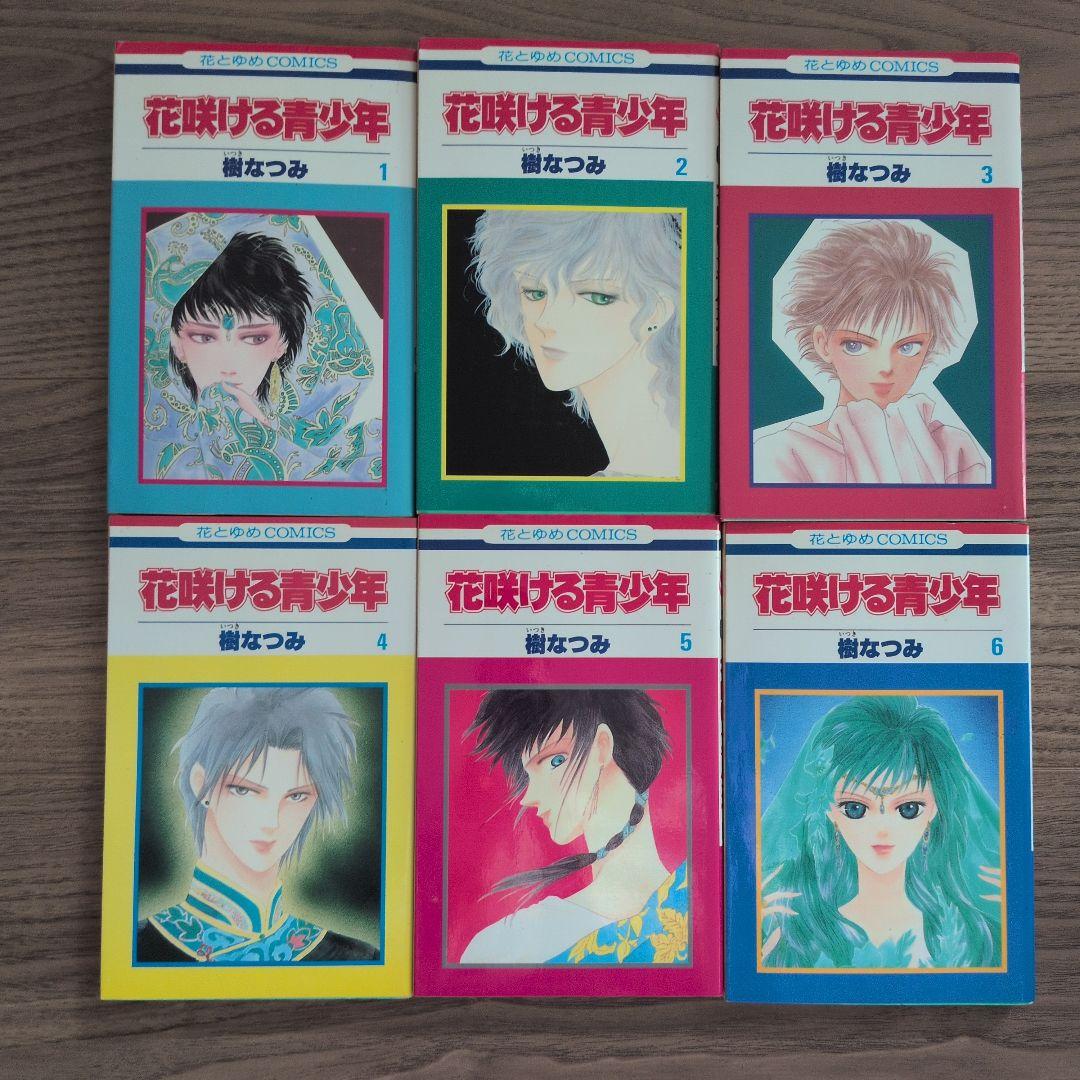 花とゆめCOMICS
花咲ける青少年
いつき
樹なつみ
1
花とゆめCOMICS
花咲ける青少年
いつき
樹なつみ
2
花とゆめCOMICS
花咲ける青少年
いつき
樹なつみ
3
花とゆめCOMICS
花咲ける青少年
いつき
樹なつみ
4
花とゆめCOMICS
花咲ける青少年
いつき
樹なつみ
5
花とゆめCOMICS
花咲ける青少年
いつき
樹なつみ
6